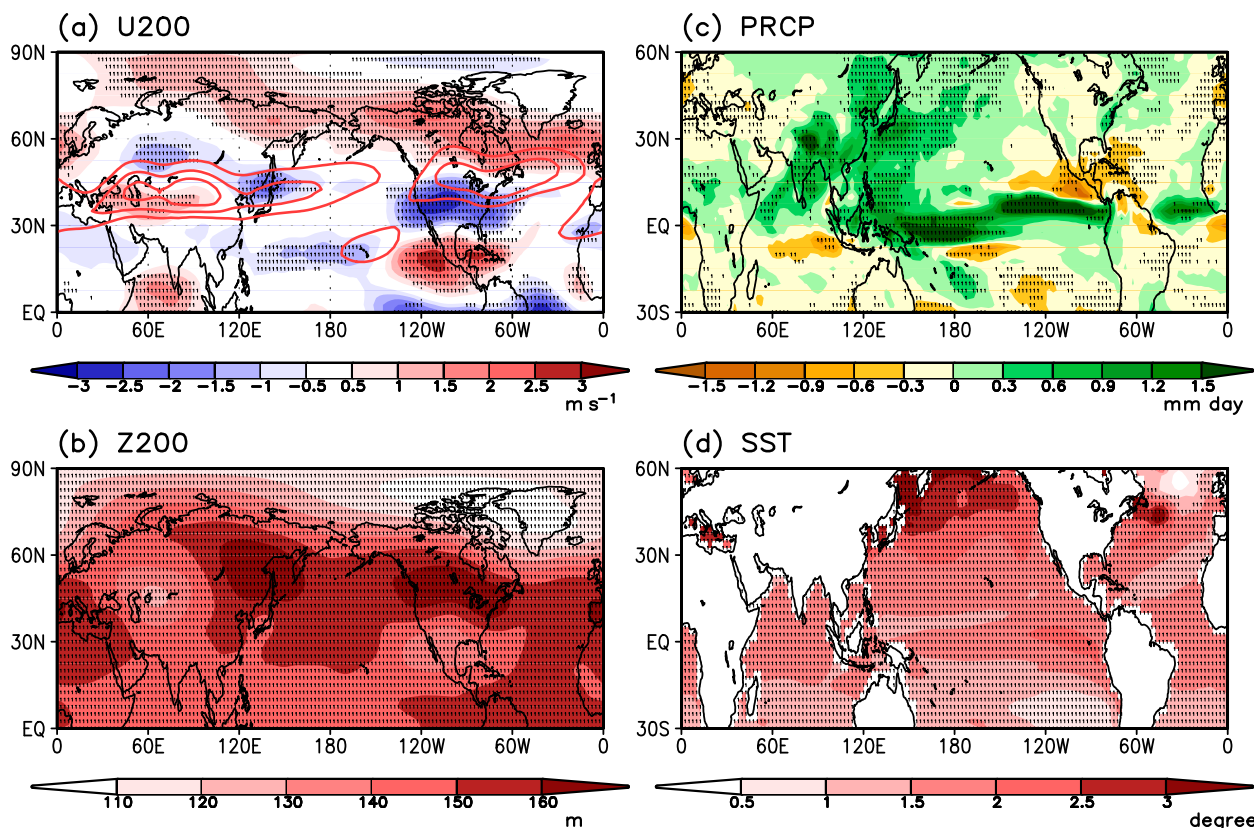 (a) U200
90N
60N
30N
EQ
0 60E 120E 180 120W 60W 0
-3 -2.5 -2 -1.5 -1 -0.5 0.5 1 1.5 2 2.5 3
m s⁻¹
(c) PRCP
60N
30N
EQ
30S
0 60E 120E 180 120W 60W 0
-1.5 -1.2 -0.9 -0.6 -0.3 0 0.3 0.6 0.9 1.2 1.5
mm day
(b) Z200
90N
60N
30N
EQ
0 60E 120E 180 120W 60W 0
110 120 130 140 150 160
m
(d) SST
60N
30N
EQ
30S
0 60E 120E 180 120W 60W 0
0.5 1 1.5 2 2.5 3
degree